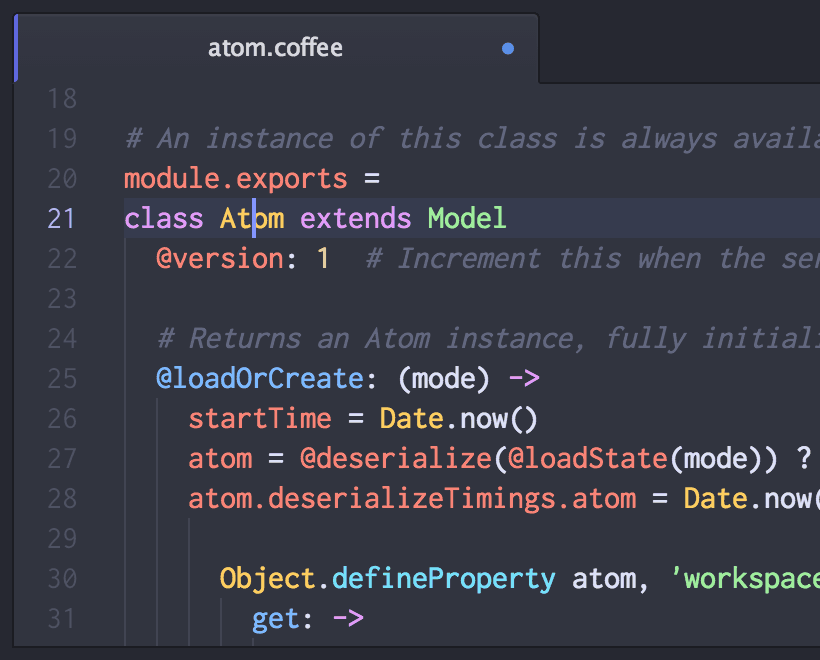 atom.coffee
18
19 # An instance of this class is always
20 module.exports =
21 class Atom extends Model
22 @version: 1 # Increment this when the
23
24 # Returns an Atom instance, fully
25 @loadOrCreate: (mode) ->
26 startTime = Date.now()
27 atom = @deserialize(@loadState(mode)) ?
28 atom.deserializeTimings.atom = Date.now(
29
30 Object.defineProperty atom, 'workspace
31 get: ->